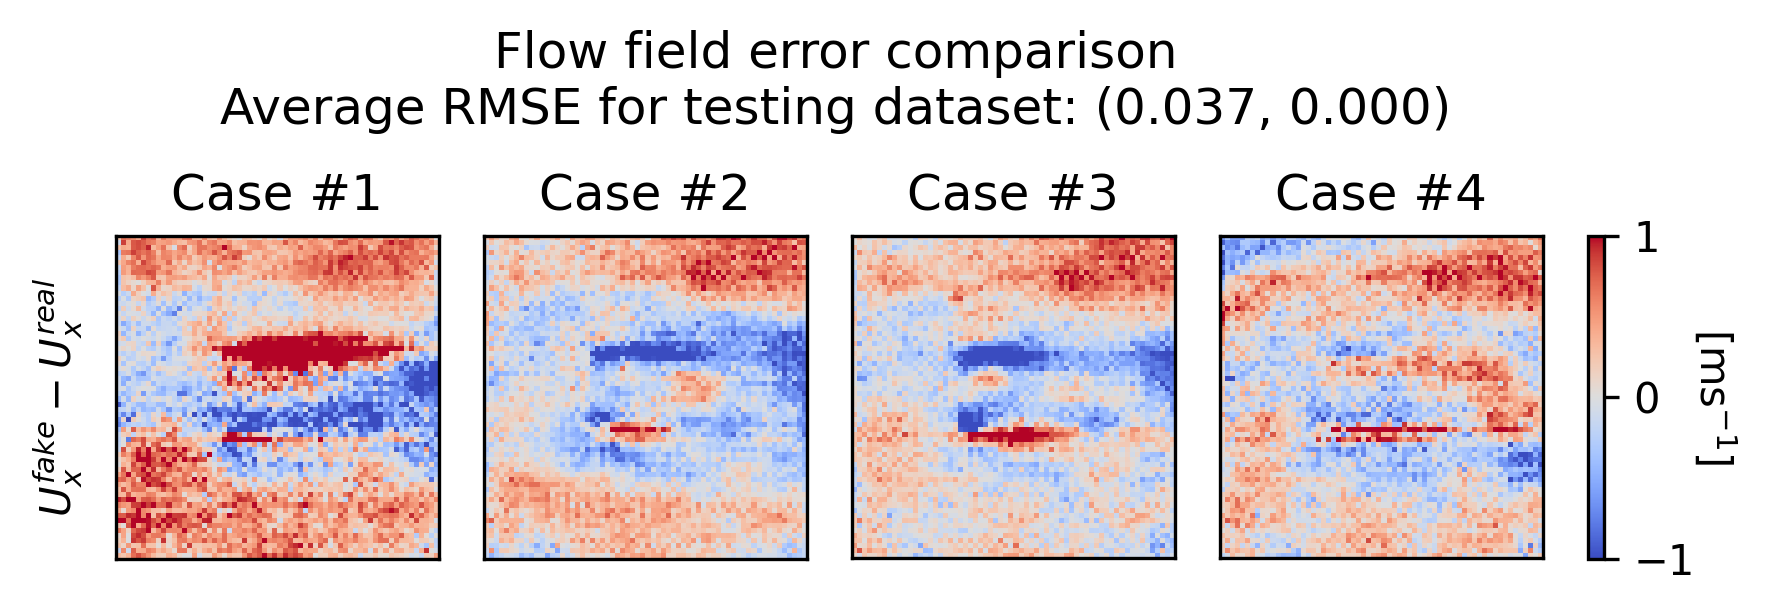 Flow field error comparison
Average RMSE for testing dataset: (0.037, 0.000)
Case #1
Case #2
Case #3
Case #4
U_x^{fake} − U_x^{real}
1
0
−1
[ms⁻¹]